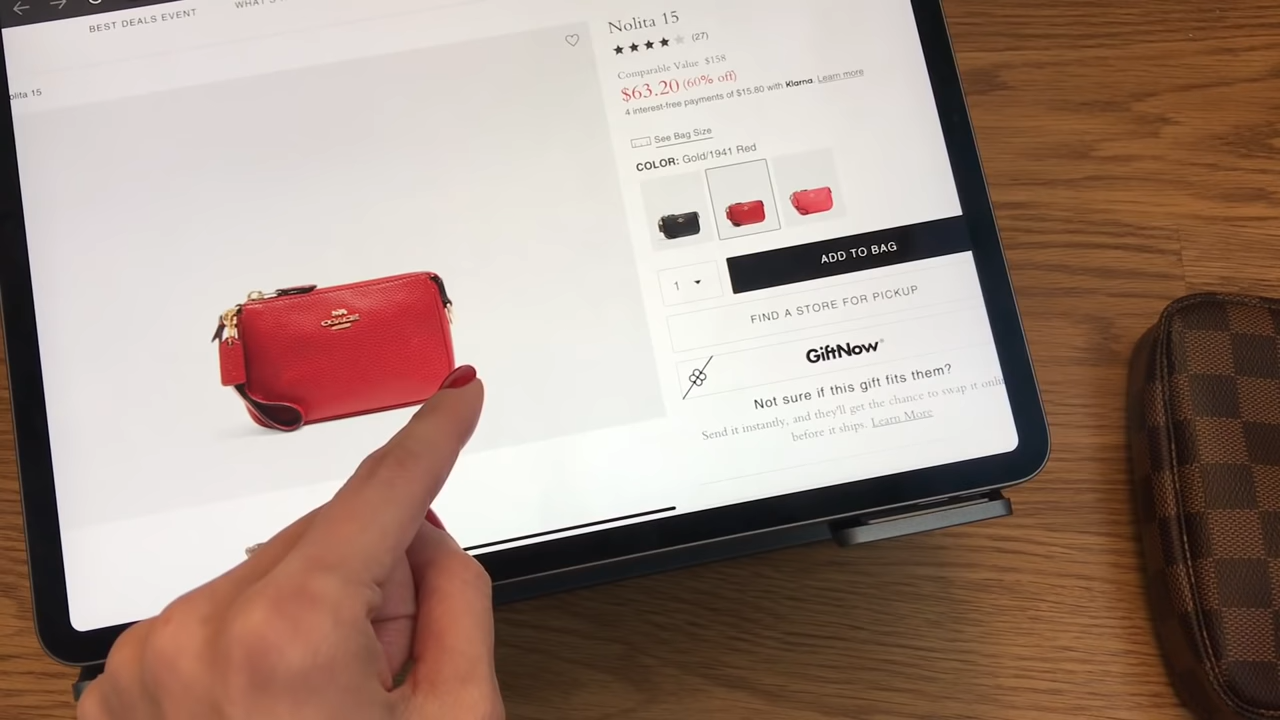 BEST DEALS EVENT
WHAT'S
olita 15
COACH
Nolita 15
(27)
Comparable Value $158
$63.20 (60% off)
4 interest-free payments of $15.80 with Klarna. Learn more
See Bag Size
COLOR: Gold/1941 Red
1
ADD TO BAG
FIND A STORE FOR PICKUP
GiftNow®
Not sure if this gift fits them?
Send it instantly, and they'll get the chance to swap it onli
before it ships. Learn More